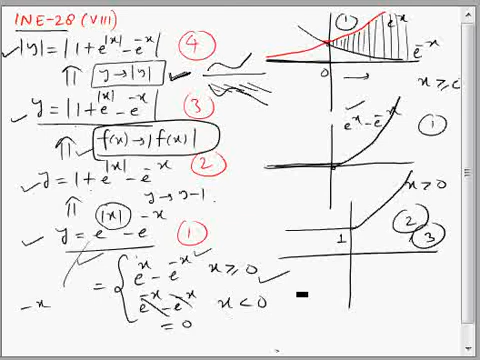 INE-28 (VIII)
|y| = |1+e^|x| - e^-x| ④
⇑ y→|y|
y = |1+e^|x| - e^-x| ③
⇑ f(x)→|f(x)|
y = 1+e^|x| - e^-x ②
⇑ y→y-1
y = e^|x| - e^-x ①
= { e^x - e^-x x≥0
e^-x - e^-x x<0
= 0
-x
① e^x
e^-x
0 →
x≥0
e^x - e^-x ①
x≥0
②
1 ③